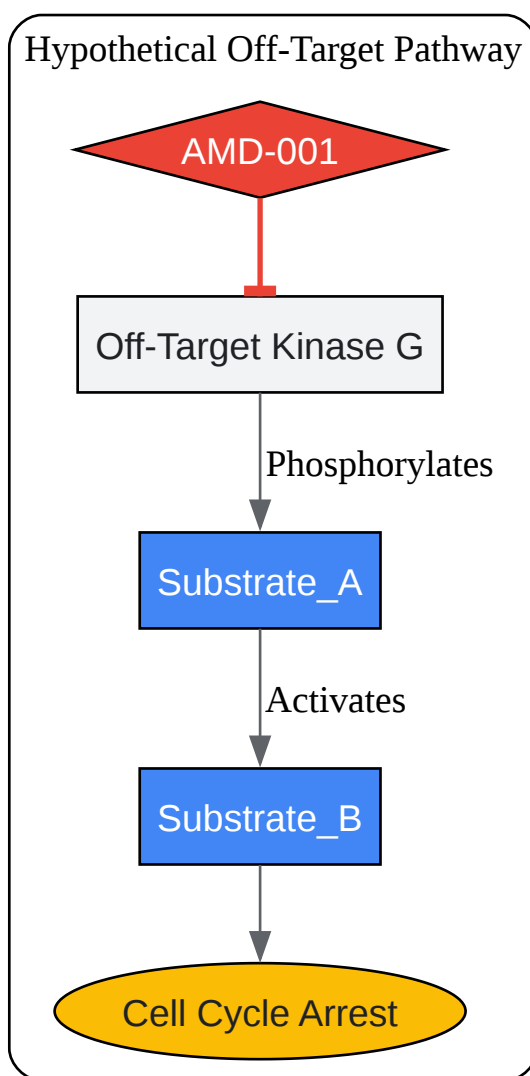 Hypothetical Off-Target Pathway
AMD-001
Off-Target Kinase G
Phosphorylates
Substrate_A
Activates
Substrate_B
Cell Cycle Arrest